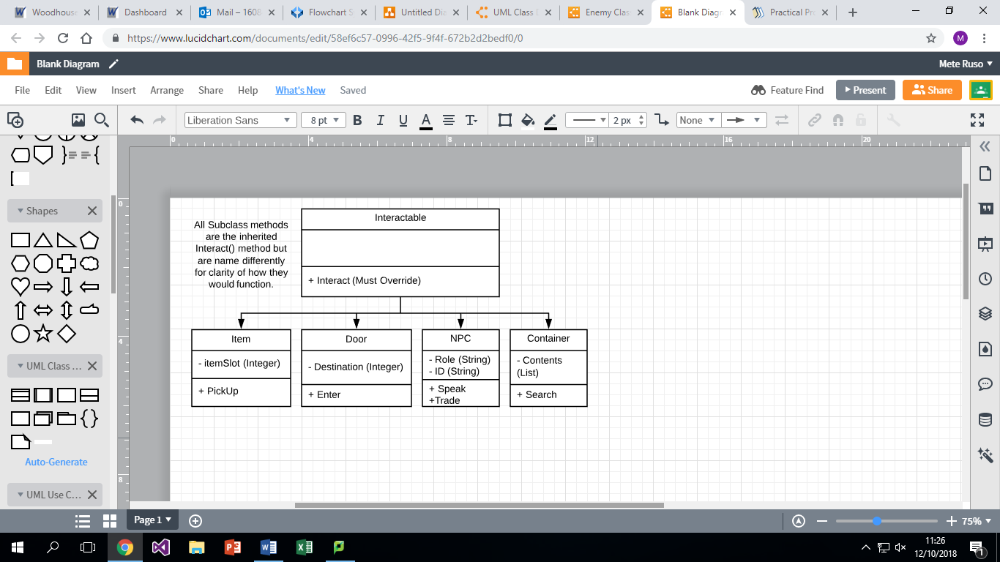 Woodhouse
Dashboard
Mail – 1608
Flowchart S
Untitled Dia
UML Class D
Enemy Clas
Blank Diagr
Practical Pr
https://www.lucidchart.com/documents/edit/58ef6c57-0996-42f5-9f4f-672b2d2bedf0/0
M
Blank Diagram
Mete Ruso
File Edit View Insert Arrange Share Help What's New Saved
Feature Find Present Share
Liberation Sans 8 pt B I U A T 2 px None
0 4 8 12 16 20
0
4
8
Shapes
UML Class ...
Auto-Generate
UML Use C...
All Subclass methods
are the inherited
Interact() method but
are name differently
for clarity of how they
would function.
Interactable
+ Interact (Must Override)
Item
- itemSlot (Integer)
+ PickUp
Door
- Destination (Integer)
+ Enter
NPC
- Role (String)
- ID (String)
+ Speak
+Trade
Container
- Contents
(List)
+ Search
Page 1
75%
11:26
12/10/2018
1